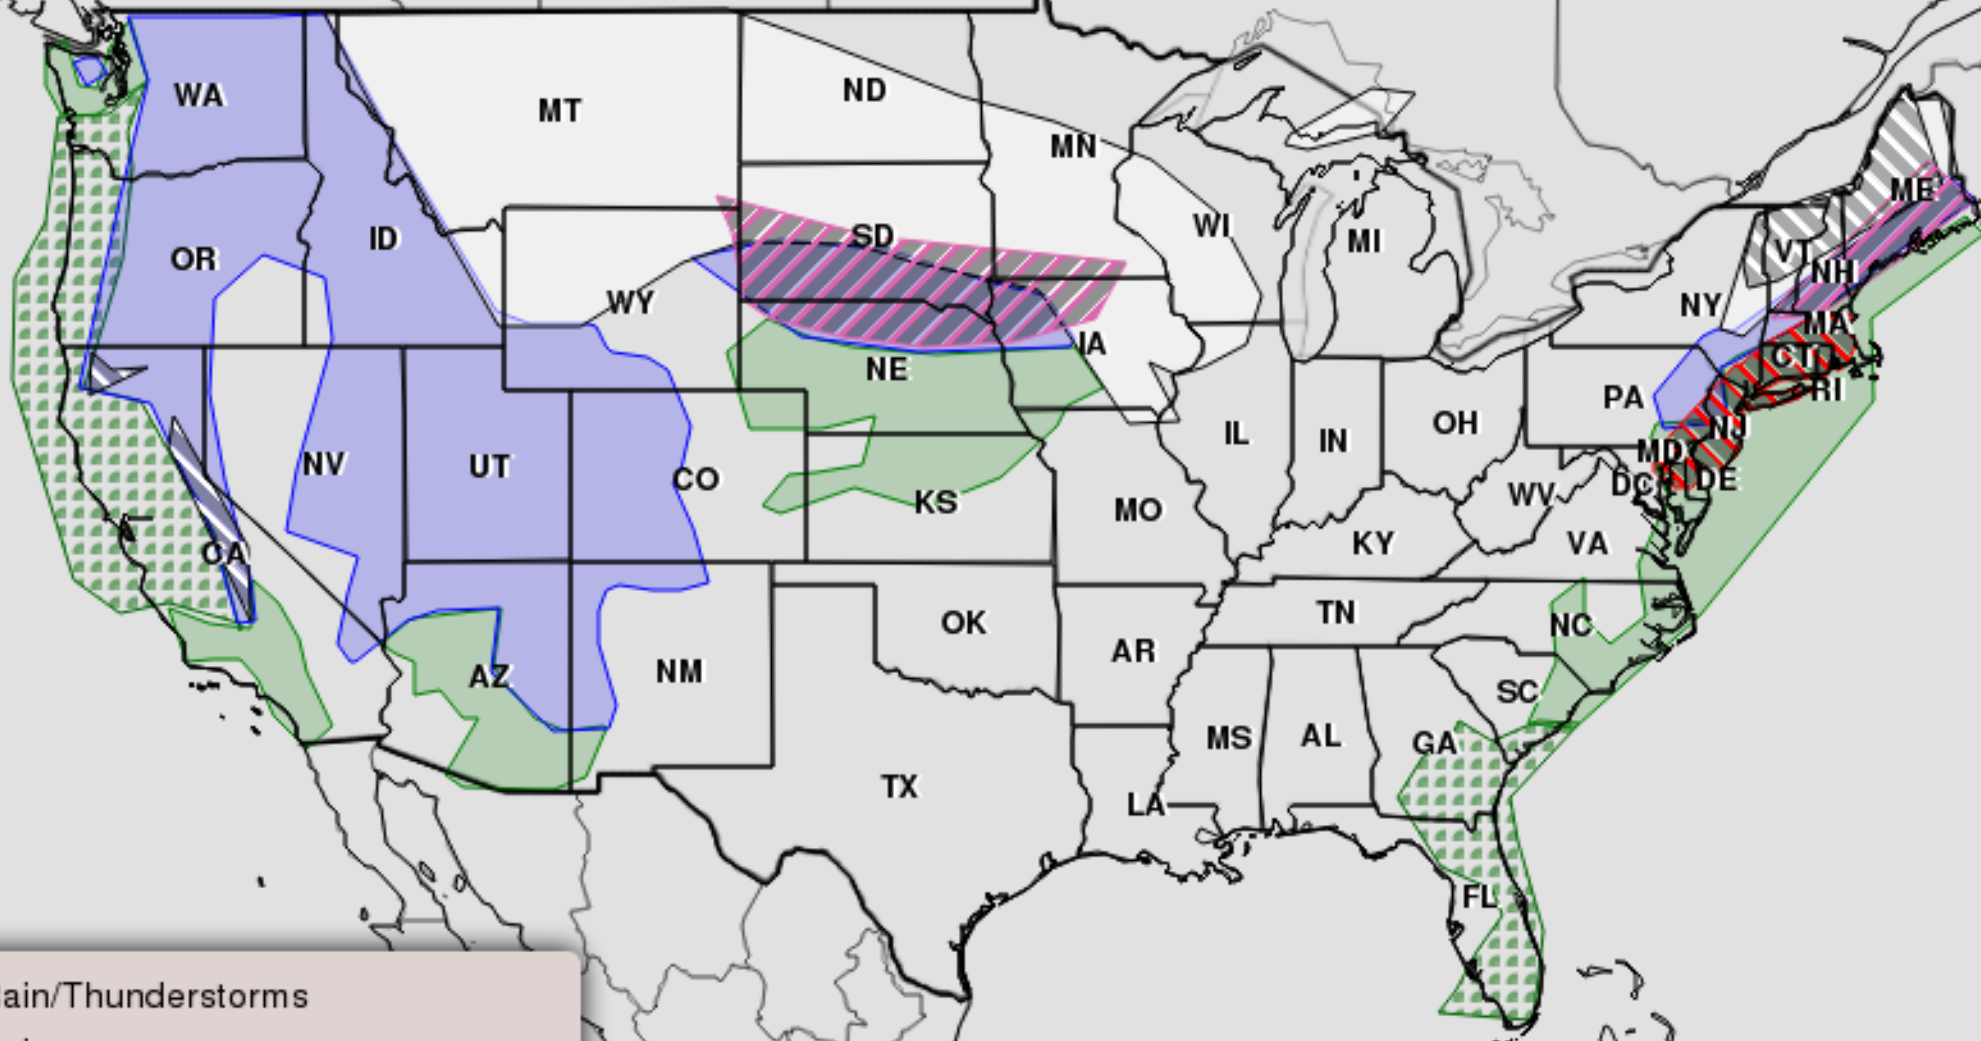 WA
MT
ND
MN
ME
OR
ID
SD
WI
MI
VT
NH
WY
NY
MA
IA
CT
NE
PA
RI
NV
UT
CO
KS
IL
IN
OH
NJ
MD
DE
DC
WV
CA
MO
KY
VA
OK
TN
NC
AZ
NM
AR
SC
MS
AL
GA
TX
LA
FL
ain/Thunderstorms